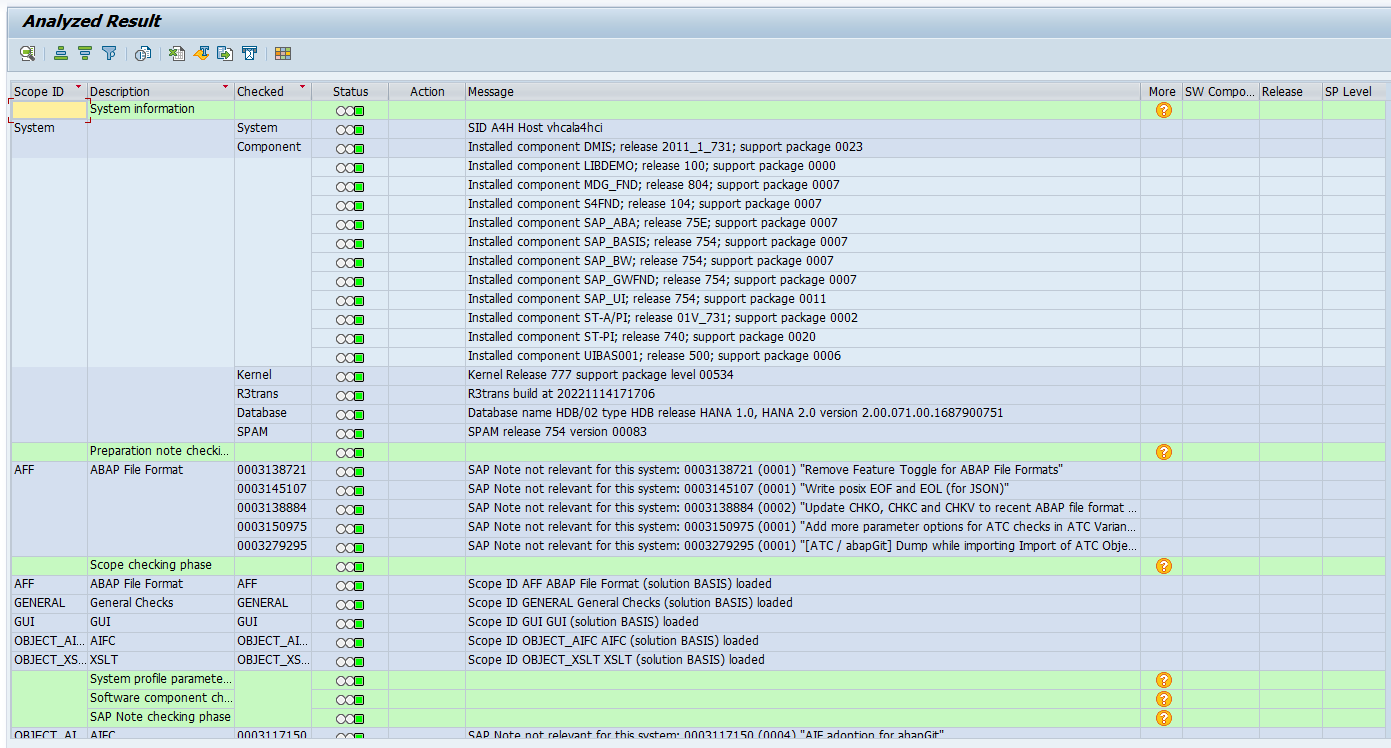 Analyzed Result
Scope ID Description Checked Status Action Message More SW Compo... Release SP Level
System information
System System SID A4H Host vhcala4hci
Component Installed component DMIS; release 2011_1_731; support package 0023
Installed component LIBDEMO; release 100; support package 0000
Installed component MDG_FND; release 804; support package 0007
Installed component S4FND; release 104; support package 0007
Installed component SAP_ABA; release 75E; support package 0007
Installed component SAP_BASIS; release 754; support package 0007
Installed component SAP_BW; release 754; support package 0007
Installed component SAP_GWFND; release 754; support package 0007
Installed component SAP_UI; release 754; support package 0011
Installed component ST-A/PI; release 01V_731; support package 0002
Installed component ST-PI; release 740; support package 0020
Installed component UIBAS001; release 500; support package 0006
Kernel Kernel Release 777 support package level 00534
R3trans R3trans build at 20221114171706
Database Database name HDB/02 type HDB release HANA 1.0, HANA 2.0 version 2.00.071.00.1687900751
SPAM SPAM release 754 version 00083
Preparation note checki...
AFF ABAP File Format 0003138721 SAP Note not relevant for this system: 0003138721 (0001) "Remove Feature Toggle for ABAP File Formats"
0003145107 SAP Note not relevant for this system: 0003145107 (0001) "Write posix EOF and EOL (for JSON)"
0003138884 SAP Note not relevant for this system: 0003138884 (0002) "Update CHKO, CHKC and CHKV to recent ABAP file format ...
0003150975 SAP Note not relevant for this system: 0003150975 (0001) "Add more parameter options for ATC checks in ATC Varian...
0003279295 SAP Note not relevant for this system: 0003279295 (0001) "[ATC / abapGit] Dump while importing Import of ATC Obje...
Scope checking phase
AFF ABAP File Format AFF Scope ID AFF ABAP File Format (solution BASIS) loaded
GENERAL General Checks GENERAL Scope ID GENERAL General Checks (solution BASIS) loaded
GUI GUI GUI Scope ID GUI GUI (solution BASIS) loaded
OBJECT_AI... AIFC OBJECT_AI... Scope ID OBJECT_AIFC AIFC (solution BASIS) loaded
OBJECT_XS... XSLT OBJECT_XS... Scope ID OBJECT_XSLT XSLT (solution BASIS) loaded
System profile paramete...
Software component ch...
SAP Note checking phase
OBJECT_AI... AIFC 0003117150 SAP Note not relevant for this system: 0003117150 (0004) "AIF adoption for abapGit"